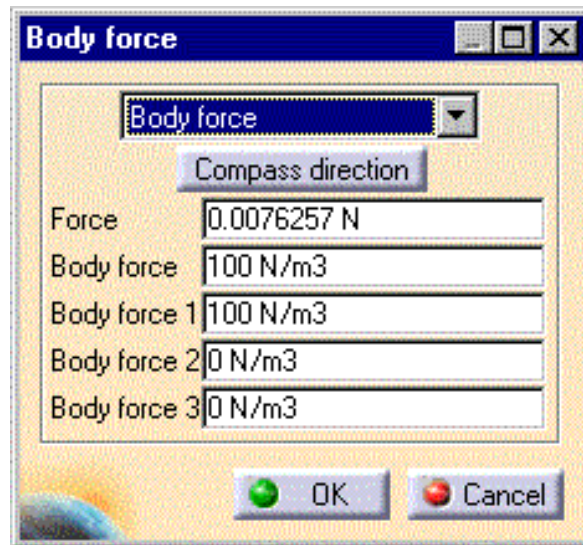 Body force
Body force
Compass direction
Force 0.0076257 N
Body force 100 N/m3
Body force 1 100 N/m3
Body force 2 0 N/m3
Body force 3 0 N/m3
OK Cancel